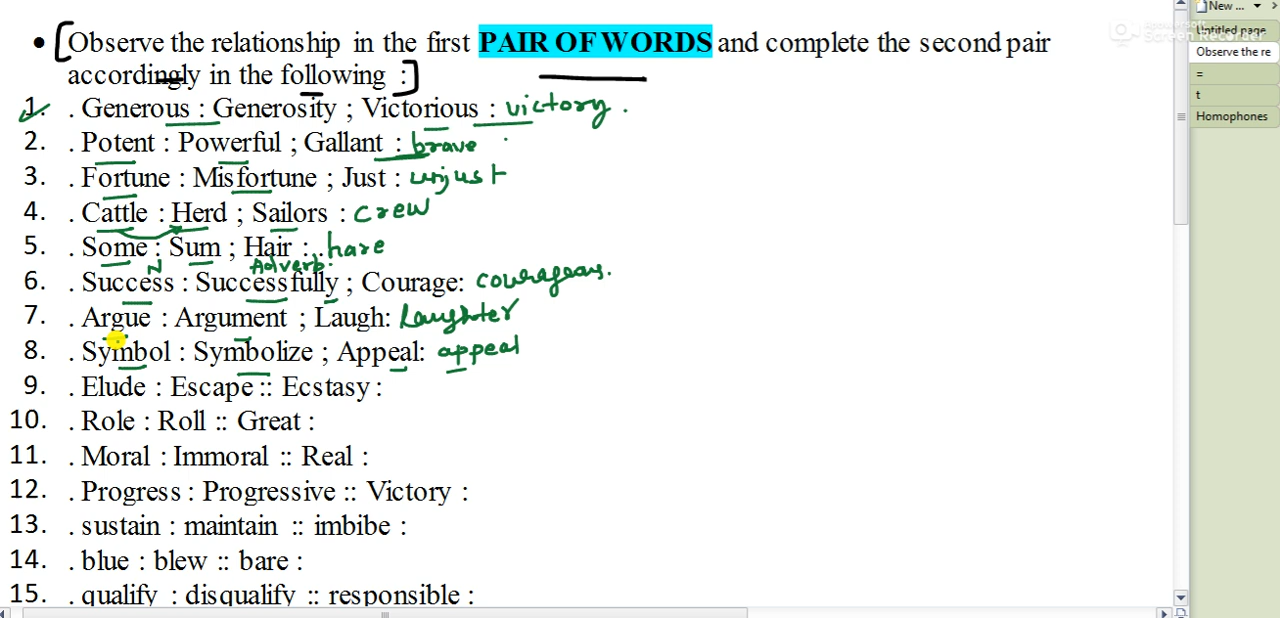 • [Observe the relationship in the first PAIR OF WORDS and complete the second pair
accordingly in the following :]
1. . Generous : Generosity ; Victorious : victory .
2. . Potent : Powerful ; Gallant : brave
3. . Fortune : Misfortune ; Just : unjust
4. . Cattle : Herd ; Sailors : crew
5. . Some : Sum ; Hair : . hare
N Adverb.
6. . Success : Successfully ; Courage: courageous.
7. . Argue : Argument ; Laugh: Laughter
8. . Symbol : Symbolize ; Appeal: appeal
9. . Elude : Escape :: Ecstasy :
10. . Role : Roll :: Great :
11. . Moral : Immoral :: Real :
12. . Progress : Progressive :: Victory :
13. . sustain : maintain :: imbibe :
14. . blue : blew :: bare :
15. . qualify : disqualify :: responsible :
New ...
Untitled page
Screen Recorder
Observe the re
=
t
Homophones